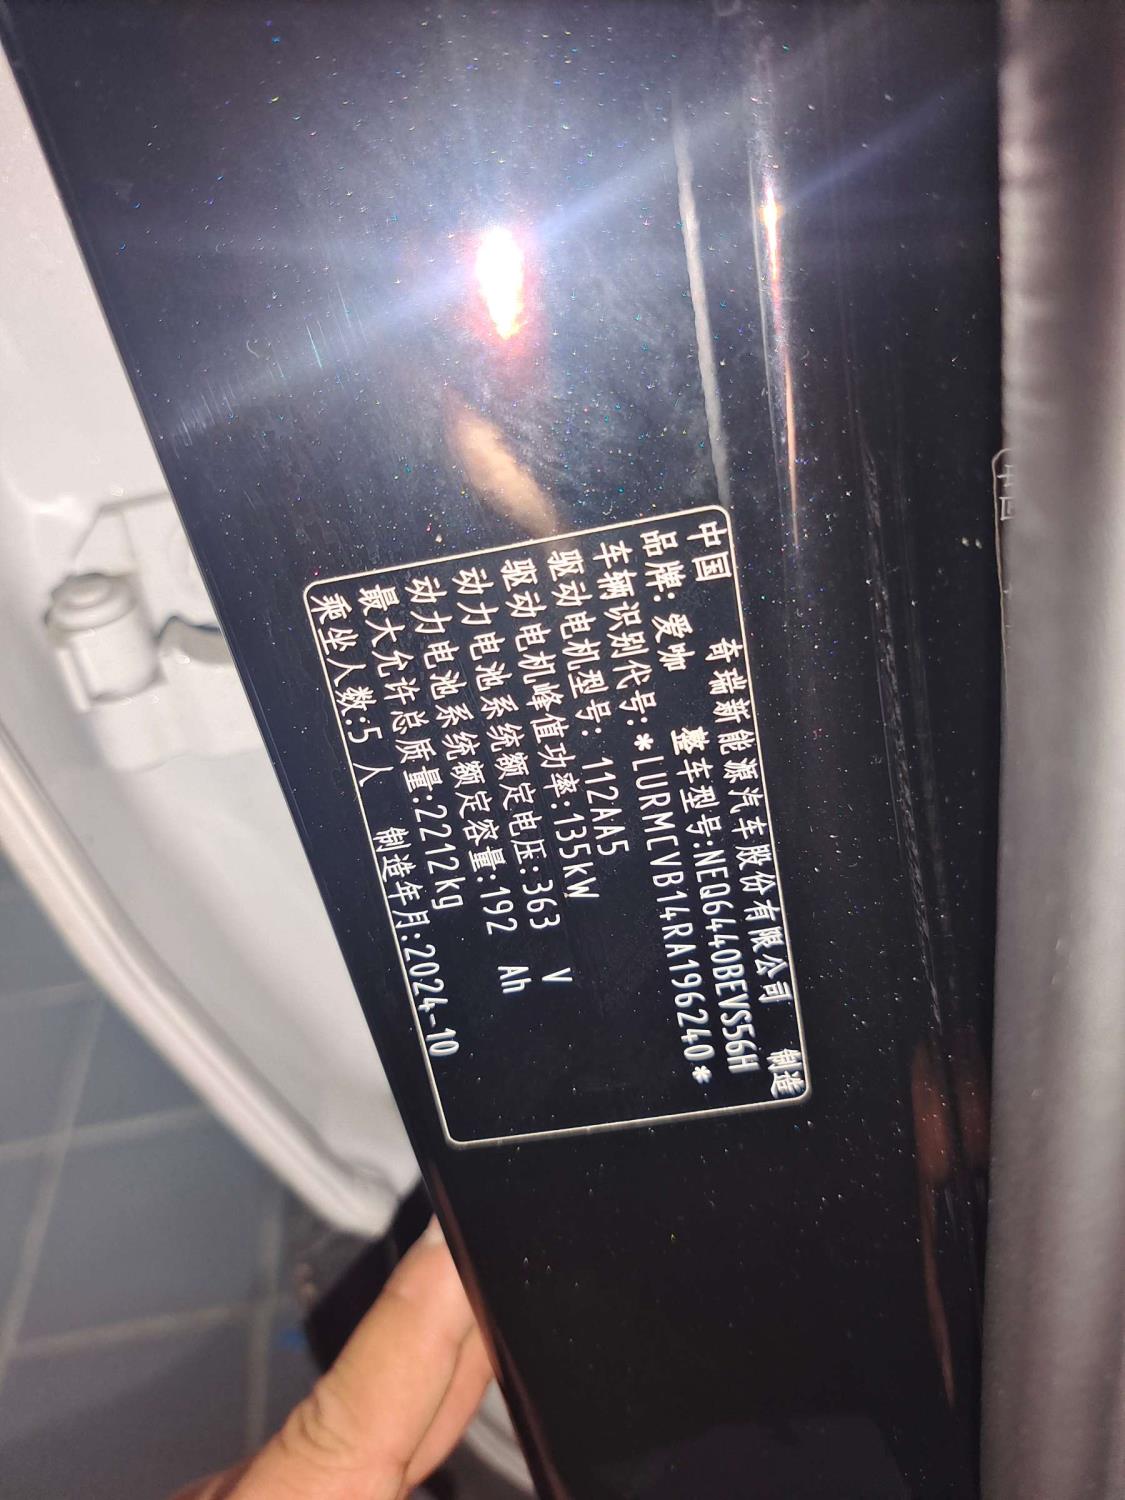 中国 奇瑞新能源汽车股份有限公司 制造
品牌: 爱咖 整车型号:NEQ6440BEVS56H
车辆识别代号:*LURMCVB14RA196240*
驱动电机型号: 112AA5
驱动电机峰值功率:135kW
动力电池系统额定电压:363 V
动力电池系统额定容量:192 Ah
最大允许总质量:2212kg
乘坐人数:5 人 制造年月:2024-10
中国